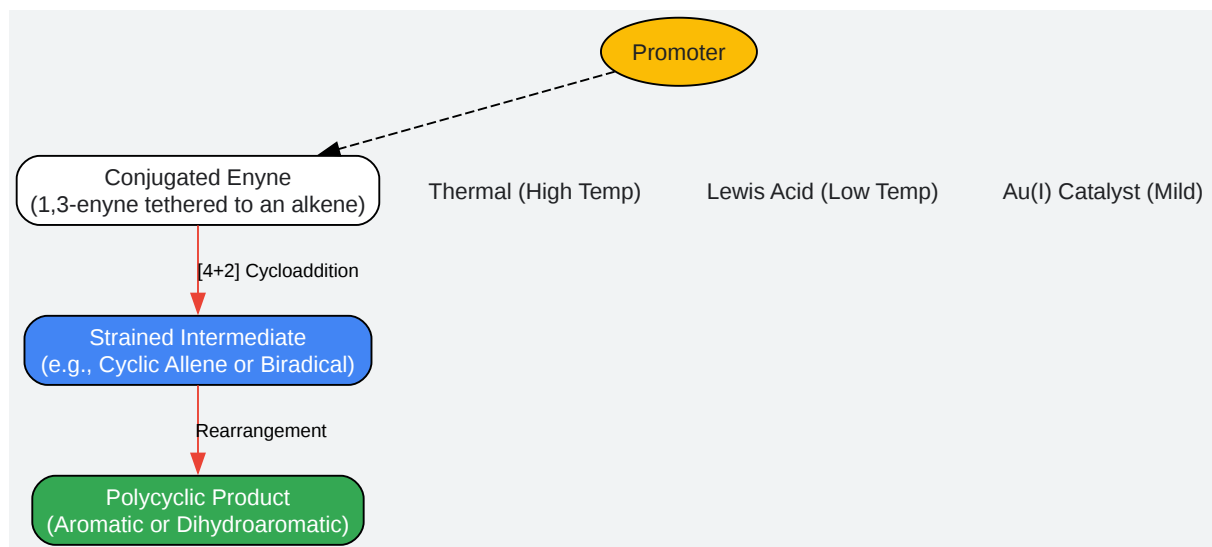 Promoter
Conjugated Enyne
(1,3-enyne tethered to an alkene)
Thermal (High Temp)
Lewis Acid (Low Temp)
Au(I) Catalyst (Mild)
[4+2] Cycloaddition
Strained Intermediate
(e.g., Cyclic Allene or Biradical)
Rearrangement
Polycyclic Product
(Aromatic or Dihydroaromatic)